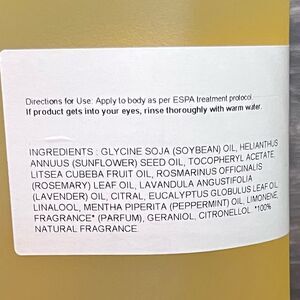 Directions for Use: Apply to body as per ESPA treatment protocol.
If product gets into your eyes, rinse thoroughly with warm water.
INGREDIENTS : GLYCINE SOJA (SOYBEAN) OIL, HELIANTHUS
ANNUUS (SUNFLOWER) SEED OIL, TOCOPHERYL ACETATE,
LITSEA CUBEBA FRUIT OIL, ROSMARINUS OFFICINALIS
(ROSEMARY) LEAF OIL, LAVANDULA ANGUSTIFOLIA
(LAVENDER) OIL, CITRAL, EUCALYPTUS GLOBULUS LEAF OIL,
LINALOOL, MENTHA PIPERITA (PEPPERMINT) OIL, LIMONENE,
FRAGRANCE* (PARFUM), GERANIOL, CITRONELLOL *100%
NATURAL FRAGRANCE.